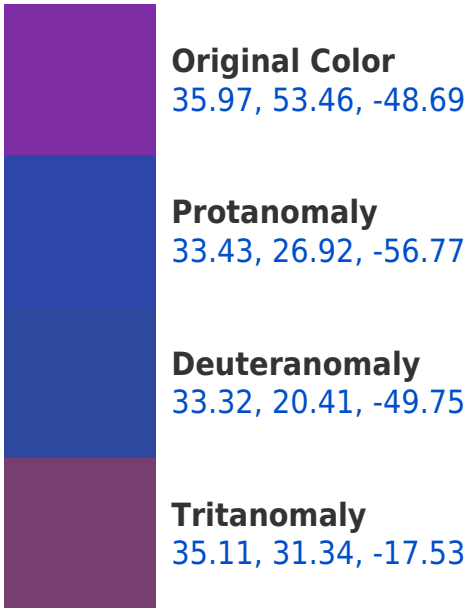 Original Color
35.97, 53.46, -48.69
Protanomaly
33.43, 26.92, -56.77
Deuteranomaly
33.32, 20.41, -49.75
Tritanomaly
35.11, 31.34, -17.53